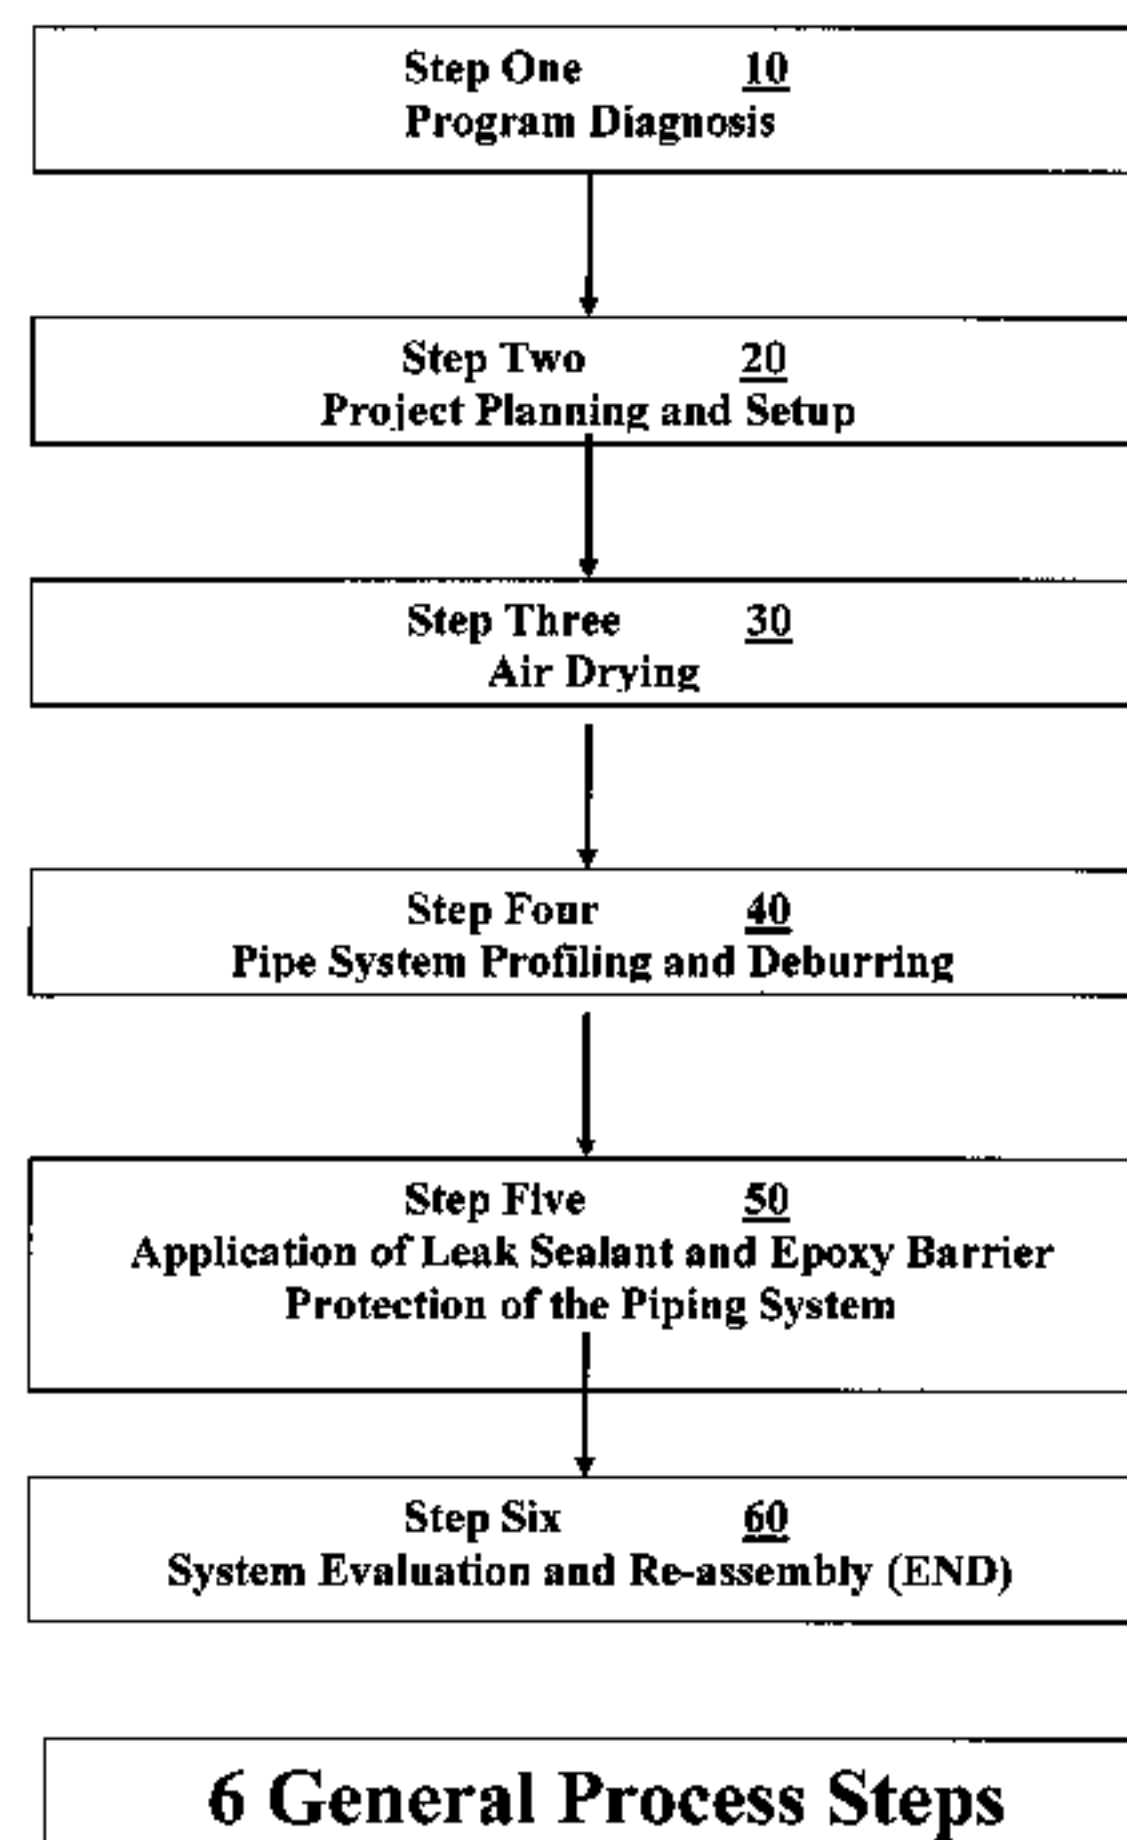 Step One 10
Program Diagnosis
Step Two 20
Project Planning and Setup
Step Three 30
Air Drying
Step Four 40
Pipe System Profiling and Deburring
Step Five 50
Application of Leak Sealant and Epoxy Barrier
Protection of the Piping System
Step Six 60
System Evaluation and Re-assembly (END)
6 General Process Steps